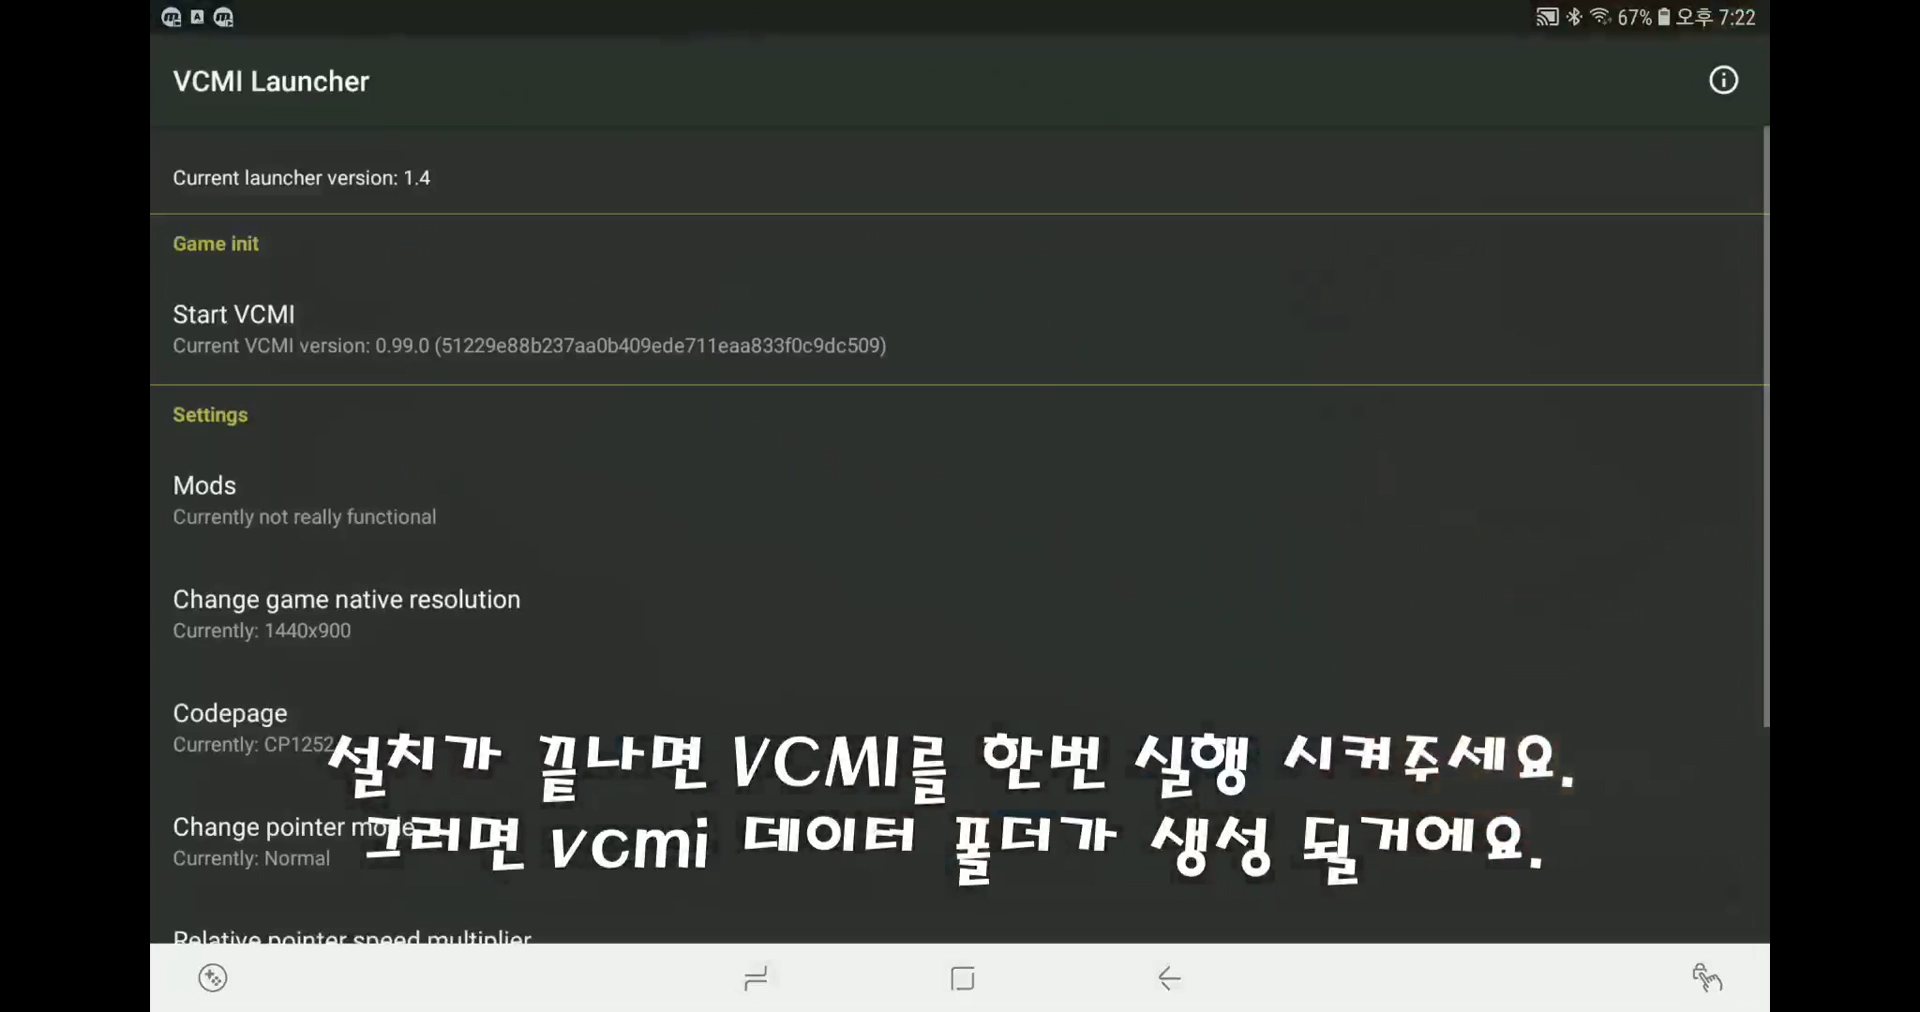 67% 오후 7:22
VCMI Launcher
Current launcher version: 1.4
Game init
Start VCMI
Current VCMI version: 0.99.0 (51229e88b237aa0b409ede711eaa833f0c9dc509)
Settings
Mods
Currently not really functional
Change game native resolution
Currently: 1440x900
Codepage
Currently: CP1252
설치가 끝나면 VCMI를 한번 실행 시켜주세요.
Change pointer mode
그러면 vcmi 데이터 폴더가 생성 될거에요.
Currently: Normal
Relative pointer speed multiplier